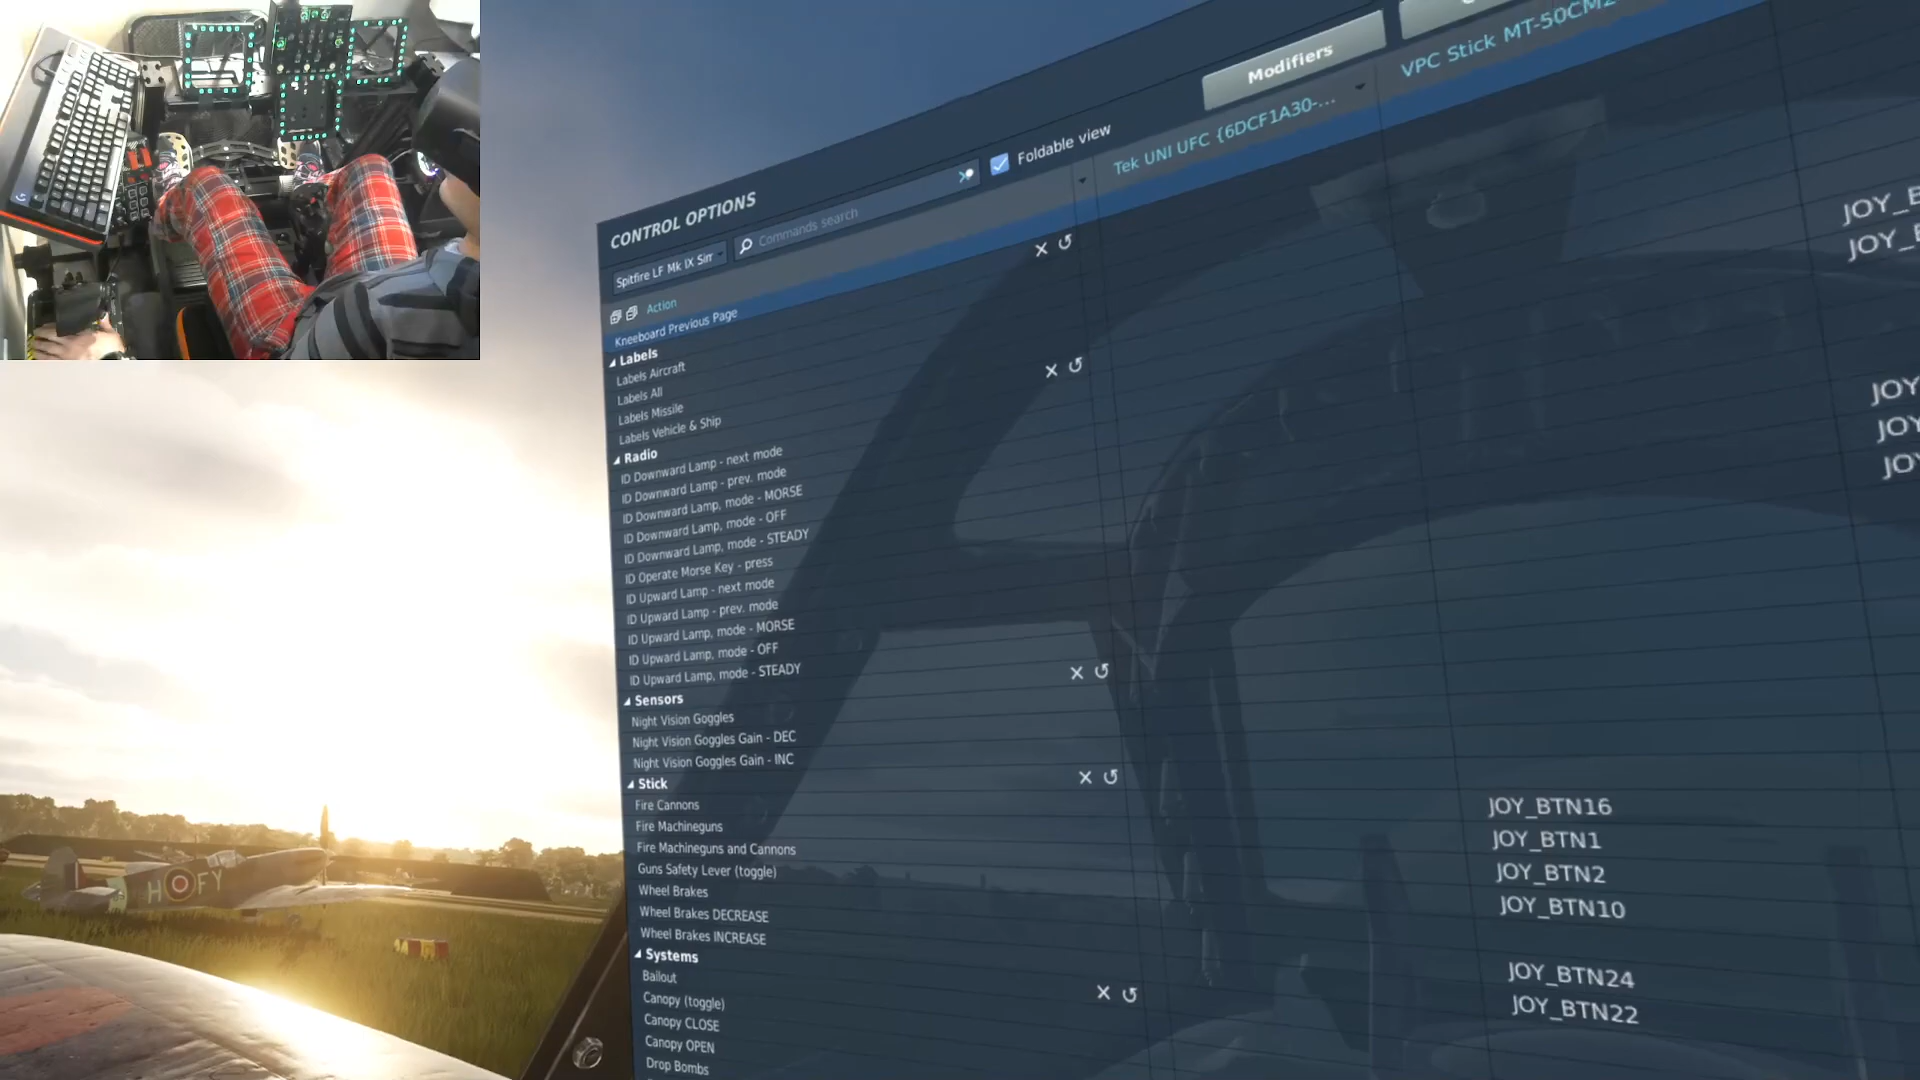 Modifiers
VPC Stick MT-50CM2
Tek UNI UFC {6DCF1A30-...
Foldable view
CONTROL OPTIONS
Commands search
Spitfire LF Mk IX Sim
Action
Kneeboard Previous Page
Labels
Labels Aircraft
Labels All
Labels Missile
Labels Vehicle & Ship
Radio
ID Downward Lamp - next mode
ID Downward Lamp - prev. mode
ID Downward Lamp, mode - MORSE
ID Downward Lamp, mode - OFF
ID Downward Lamp, mode - STEADY
ID Operate Morse Key - press
ID Upward Lamp - next mode
ID Upward Lamp - prev. mode
ID Upward Lamp, mode - MORSE
ID Upward Lamp, mode - OFF
ID Upward Lamp, mode - STEADY
Sensors
Night Vision Goggles
Night Vision Goggles Gain - DEC
Night Vision Goggles Gain - INC
Stick
Fire Cannons JOY_BTN16
Fire Machineguns JOY_BTN1
Fire Machineguns and Cannons JOY_BTN2
Guns Safety Lever (toggle) JOY_BTN10
Wheel Brakes
Wheel Brakes DECREASE JOY_BTN24
Wheel Brakes INCREASE JOY_BTN22
Systems
Bailout
Canopy (toggle)
Canopy CLOSE
Canopy OPEN
Drop Bombs
JOY_B
JOY_
JOY
JOY
JO
H FY